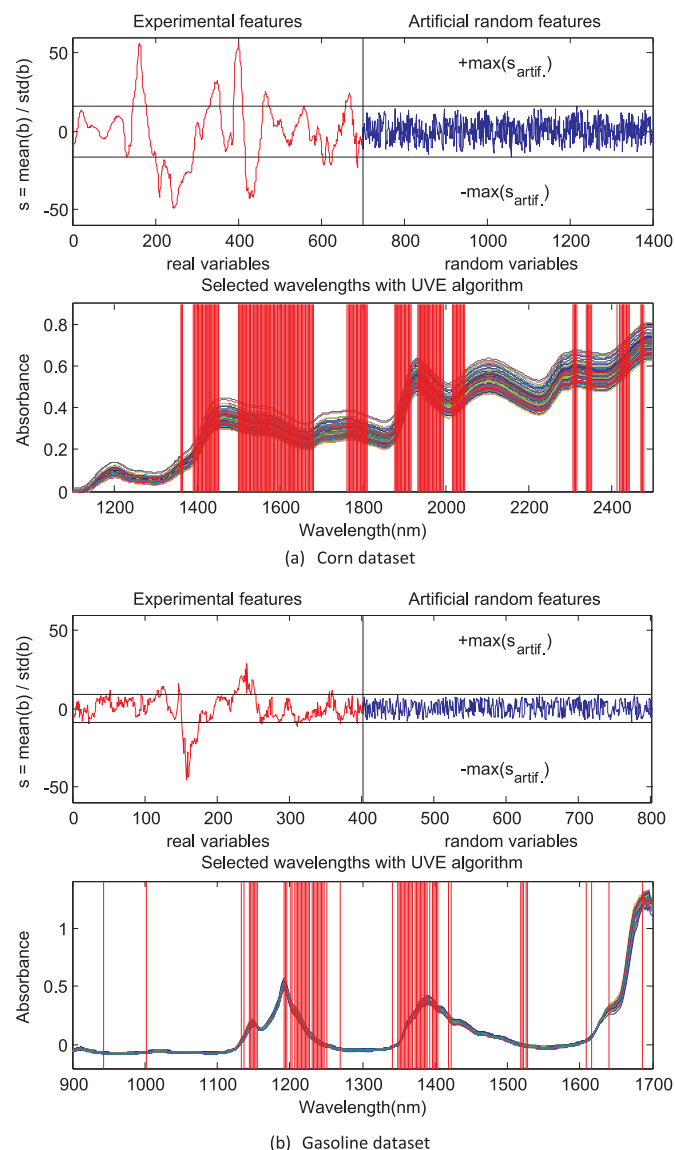 Experimental features Artificial random features
s = mean(b) / std(b)
50
0
-50
+max(s_artif.)
-max(s_artif.)
0 200 400 600 800 1000 1200 1400
real variables random variables
Selected wavelengths with UVE algorithm
Absorbance
0.8
0.6
0.4
0.2
0
1200 1400 1600 1800 2000 2200 2400
Wavelength(nm)
(a) Corn dataset
Experimental features Artificial random features
s = mean(b) / std(b)
50
0
-50
+max(s_artif.)
-max(s_artif.)
0 100 200 300 400 500 600 700 800
real variables random variables
Selected wavelengths with UVE algorithm
Absorbance
1
0.5
0
900 1000 1100 1200 1300 1400 1500 1600 1700
Wavelength(nm)
(b) Gasoline dataset